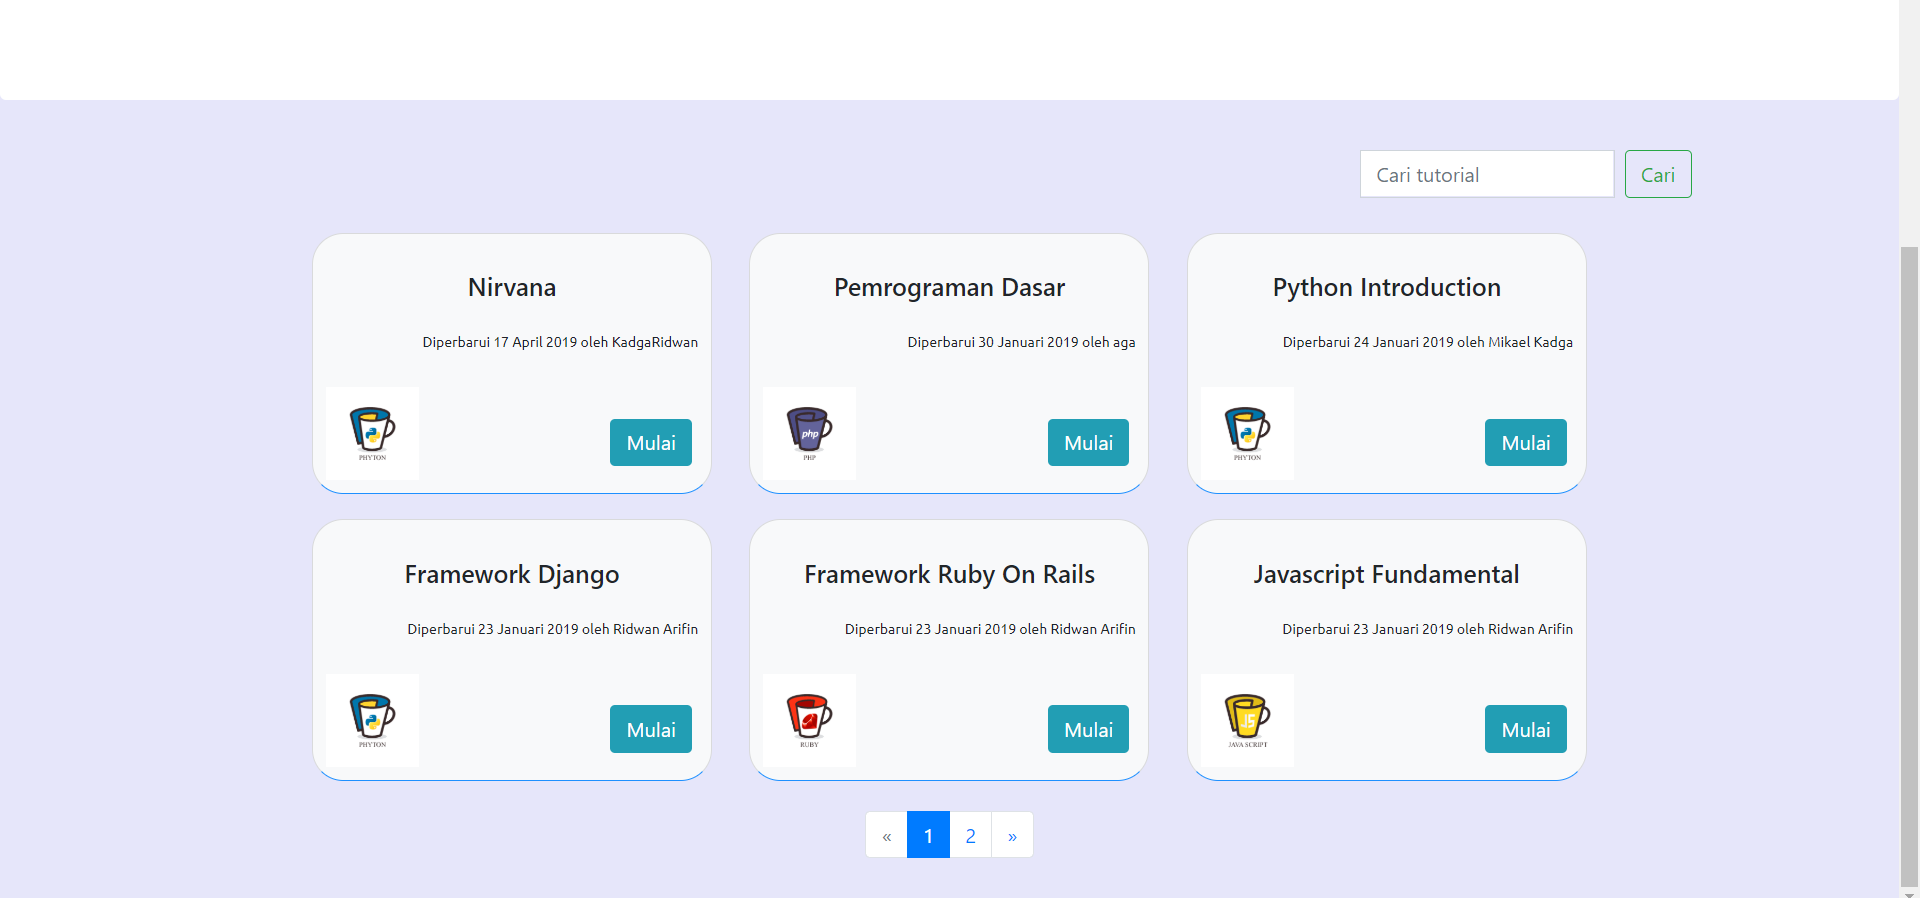 Cari tutorial
Cari
Nirvana
Diperbarui 17 April 2019 oleh KadgaRidwan
PHYTON
Mulai
Pemrograman Dasar
Diperbarui 30 Januari 2019 oleh aga
php
PHP
Mulai
Python Introduction
Diperbarui 24 Januari 2019 oleh Mikael Kadga
PHYTON
Mulai
Framework Django
Diperbarui 23 Januari 2019 oleh Ridwan Arifin
PHYTON
Mulai
Framework Ruby On Rails
Diperbarui 23 Januari 2019 oleh Ridwan Arifin
RUBY
Mulai
Javascript Fundamental
Diperbarui 23 Januari 2019 oleh Ridwan Arifin
JS
JAVA SCRIPT
Mulai
« 1 2 »